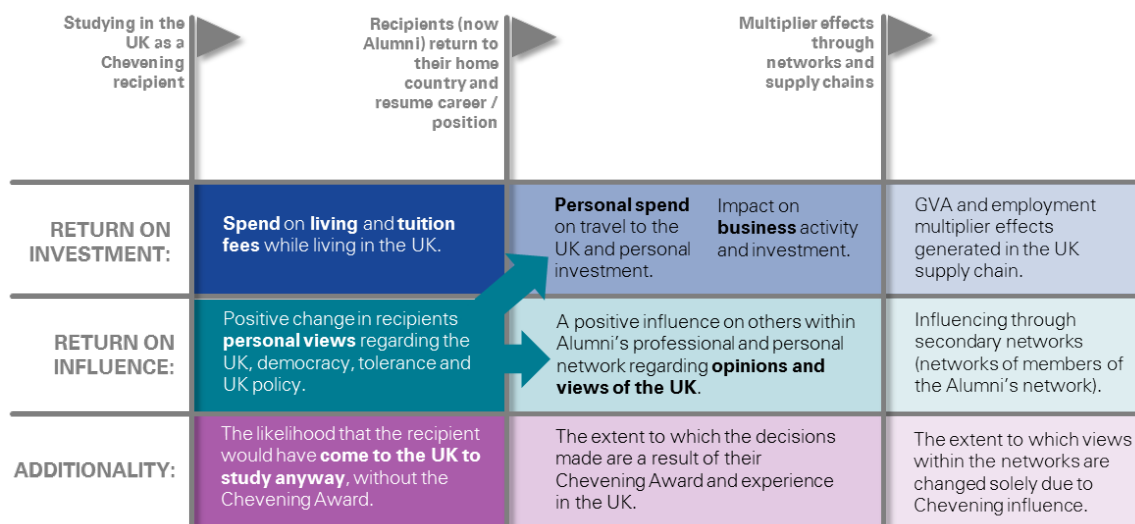 Studying in the
UK as a
Chevening
recipient
Recipients (now
Alumni) return to
their home
country and
resume career /
position
Multiplier effects
through
networks and
supply chains
RETURN ON
INVESTMENT:
Spend on living and tuition
fees while living in the UK.
Personal spend
on travel to the
UK and personal
investment.
Impact on
business activity
and investment.
GVA and employment
multiplier effects
generated in the UK
supply chain.
RETURN ON
INFLUENCE:
Positive change in recipients
personal views regarding the
UK, democracy, tolerance and
UK policy.
A positive influence on others within
Alumni's professional and personal
network regarding opinions and
views of the UK.
Influencing through
secondary networks
(networks of members of
the Alumni's network).
ADDITIONALITY:
The likelihood that the recipient
would have come to the UK to
study anyway, without the
Chevening Award.
The extent to which the decisions
made are a result of their
Chevening Award and experience
in the UK.
The extent to which views
within the networks are
changed solely due to
Chevening influence.